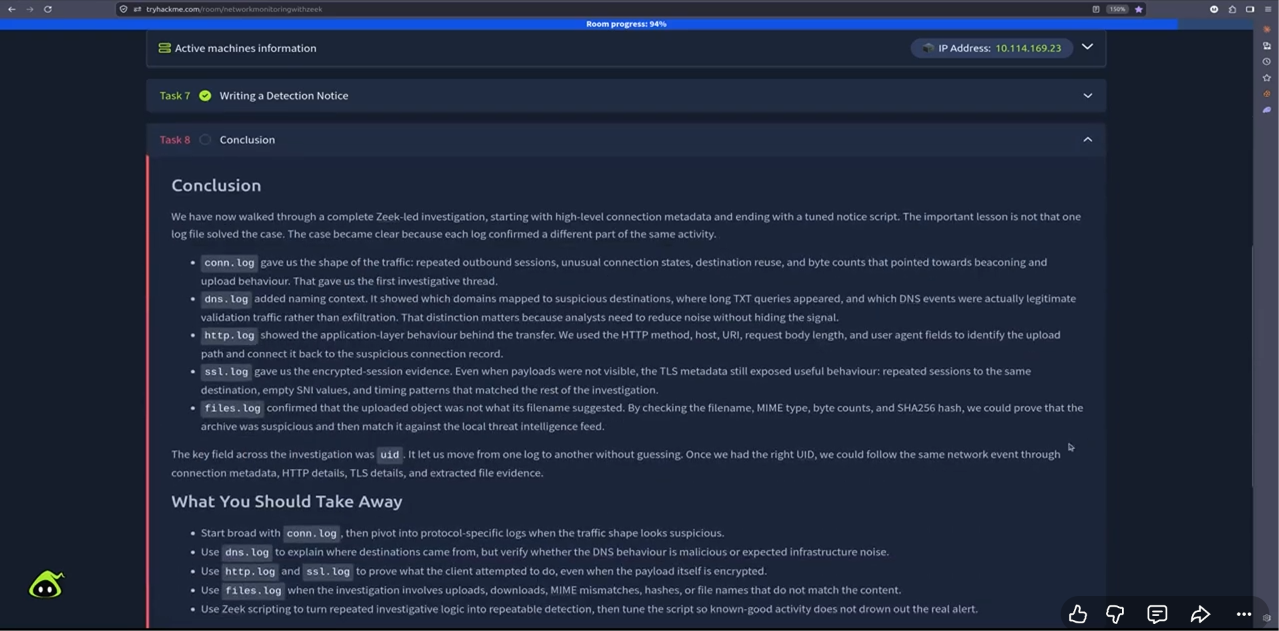 tryhackme.com/room/networkmonitoringwithzeek
150%
Room progress: 94%
Active machines information
IP Address: 10.114.169.23
Task 7 Writing a Detection Notice
Task 8 Conclusion
Conclusion
We have now walked through a complete Zeek-led investigation, starting with high-level connection metadata and ending with a tuned notice script. The important lesson is not that one
log file solved the case. The case became clear because each log confirmed a different part of the same activity.
• conn.log gave us the shape of the traffic: repeated outbound sessions, unusual connection states, destination reuse, and byte counts that pointed towards beaconing and
upload behaviour. That gave us the first investigative thread.
• dns.log added naming context. It showed which domains mapped to suspicious destinations, where long TXT queries appeared, and which DNS events were actually legitimate
validation traffic rather than exfiltration. That distinction matters because analysts need to reduce noise without hiding the signal.
• http.log showed the application-layer behaviour behind the transfer. We used the HTTP method, host, URI, request body length, and user agent fields to identify the upload
path and connect it back to the suspicious connection record.
• ssl.log gave us the encrypted-session evidence. Even when payloads were not visible, the TLS metadata still exposed useful behaviour: repeated sessions to the same
destination, empty SNI values, and timing patterns that matched the rest of the investigation.
• files.log confirmed that the uploaded object was not what its filename suggested. By checking the filename, MIME type, byte counts, and SHA256 hash, we could prove that the
archive was suspicious and then match it against the local threat intelligence feed.
The key field across the investigation was uid. It let us move from one log to another without guessing. Once we had the right UID, we could follow the same network event through
connection metadata, HTTP details, TLS details, and extracted file evidence.
What You Should Take Away
• Start broad with conn.log, then pivot into protocol-specific logs when the traffic shape looks suspicious.
• Use dns.log to explain where destinations came from, but verify whether the DNS behaviour is malicious or expected infrastructure noise.
• Use http.log and ssl.log to prove what the client attempted to do, even when the payload itself is encrypted.
• Use files.log when the investigation involves uploads, downloads, MIME mismatches, hashes, or file names that do not match the content.
• Use Zeek scripting to turn repeated investigative logic into repeatable detection, then tune the script so known-good activity does not drown out the real alert.